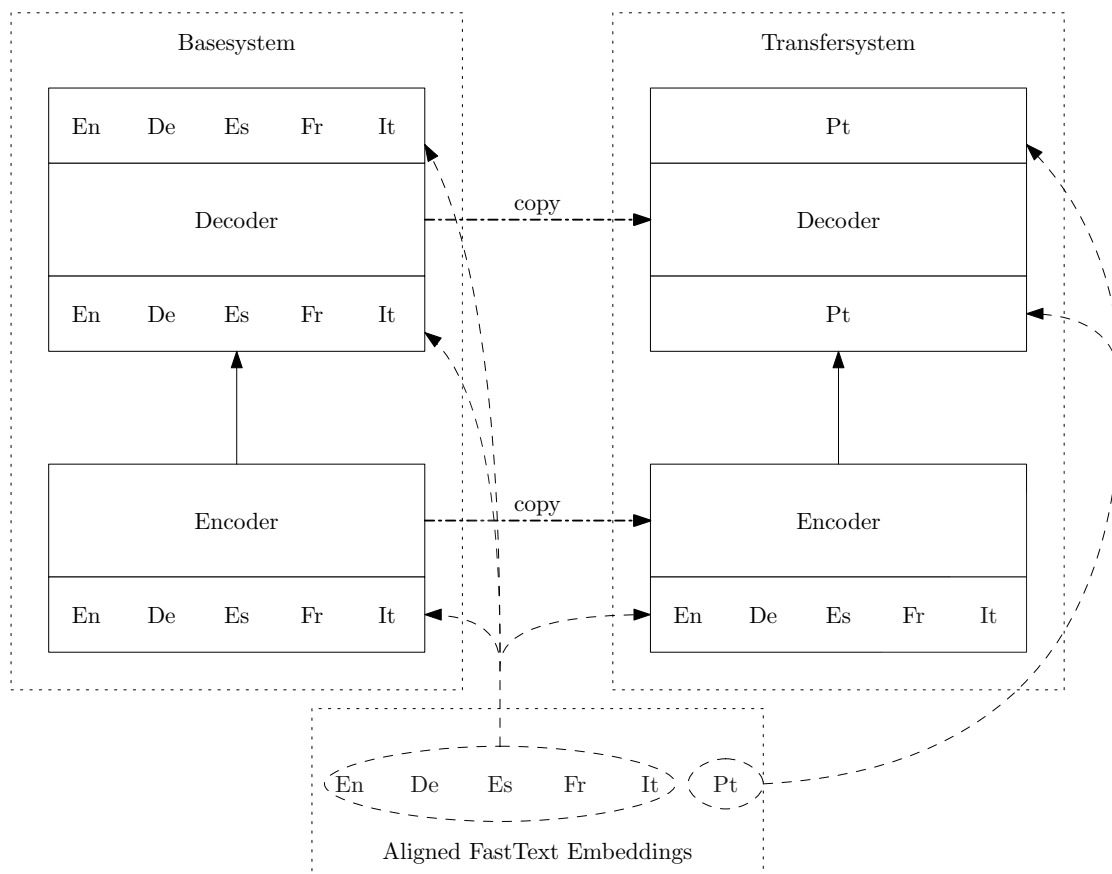 Basesystem
Transfersystem
En De Es Fr It
Pt
Decoder
copy
Decoder
En De Es Fr It
Pt
Encoder
copy
Encoder
En De Es Fr It
En De Es Fr It
En De Es Fr It Pt
Aligned FastText Embeddings